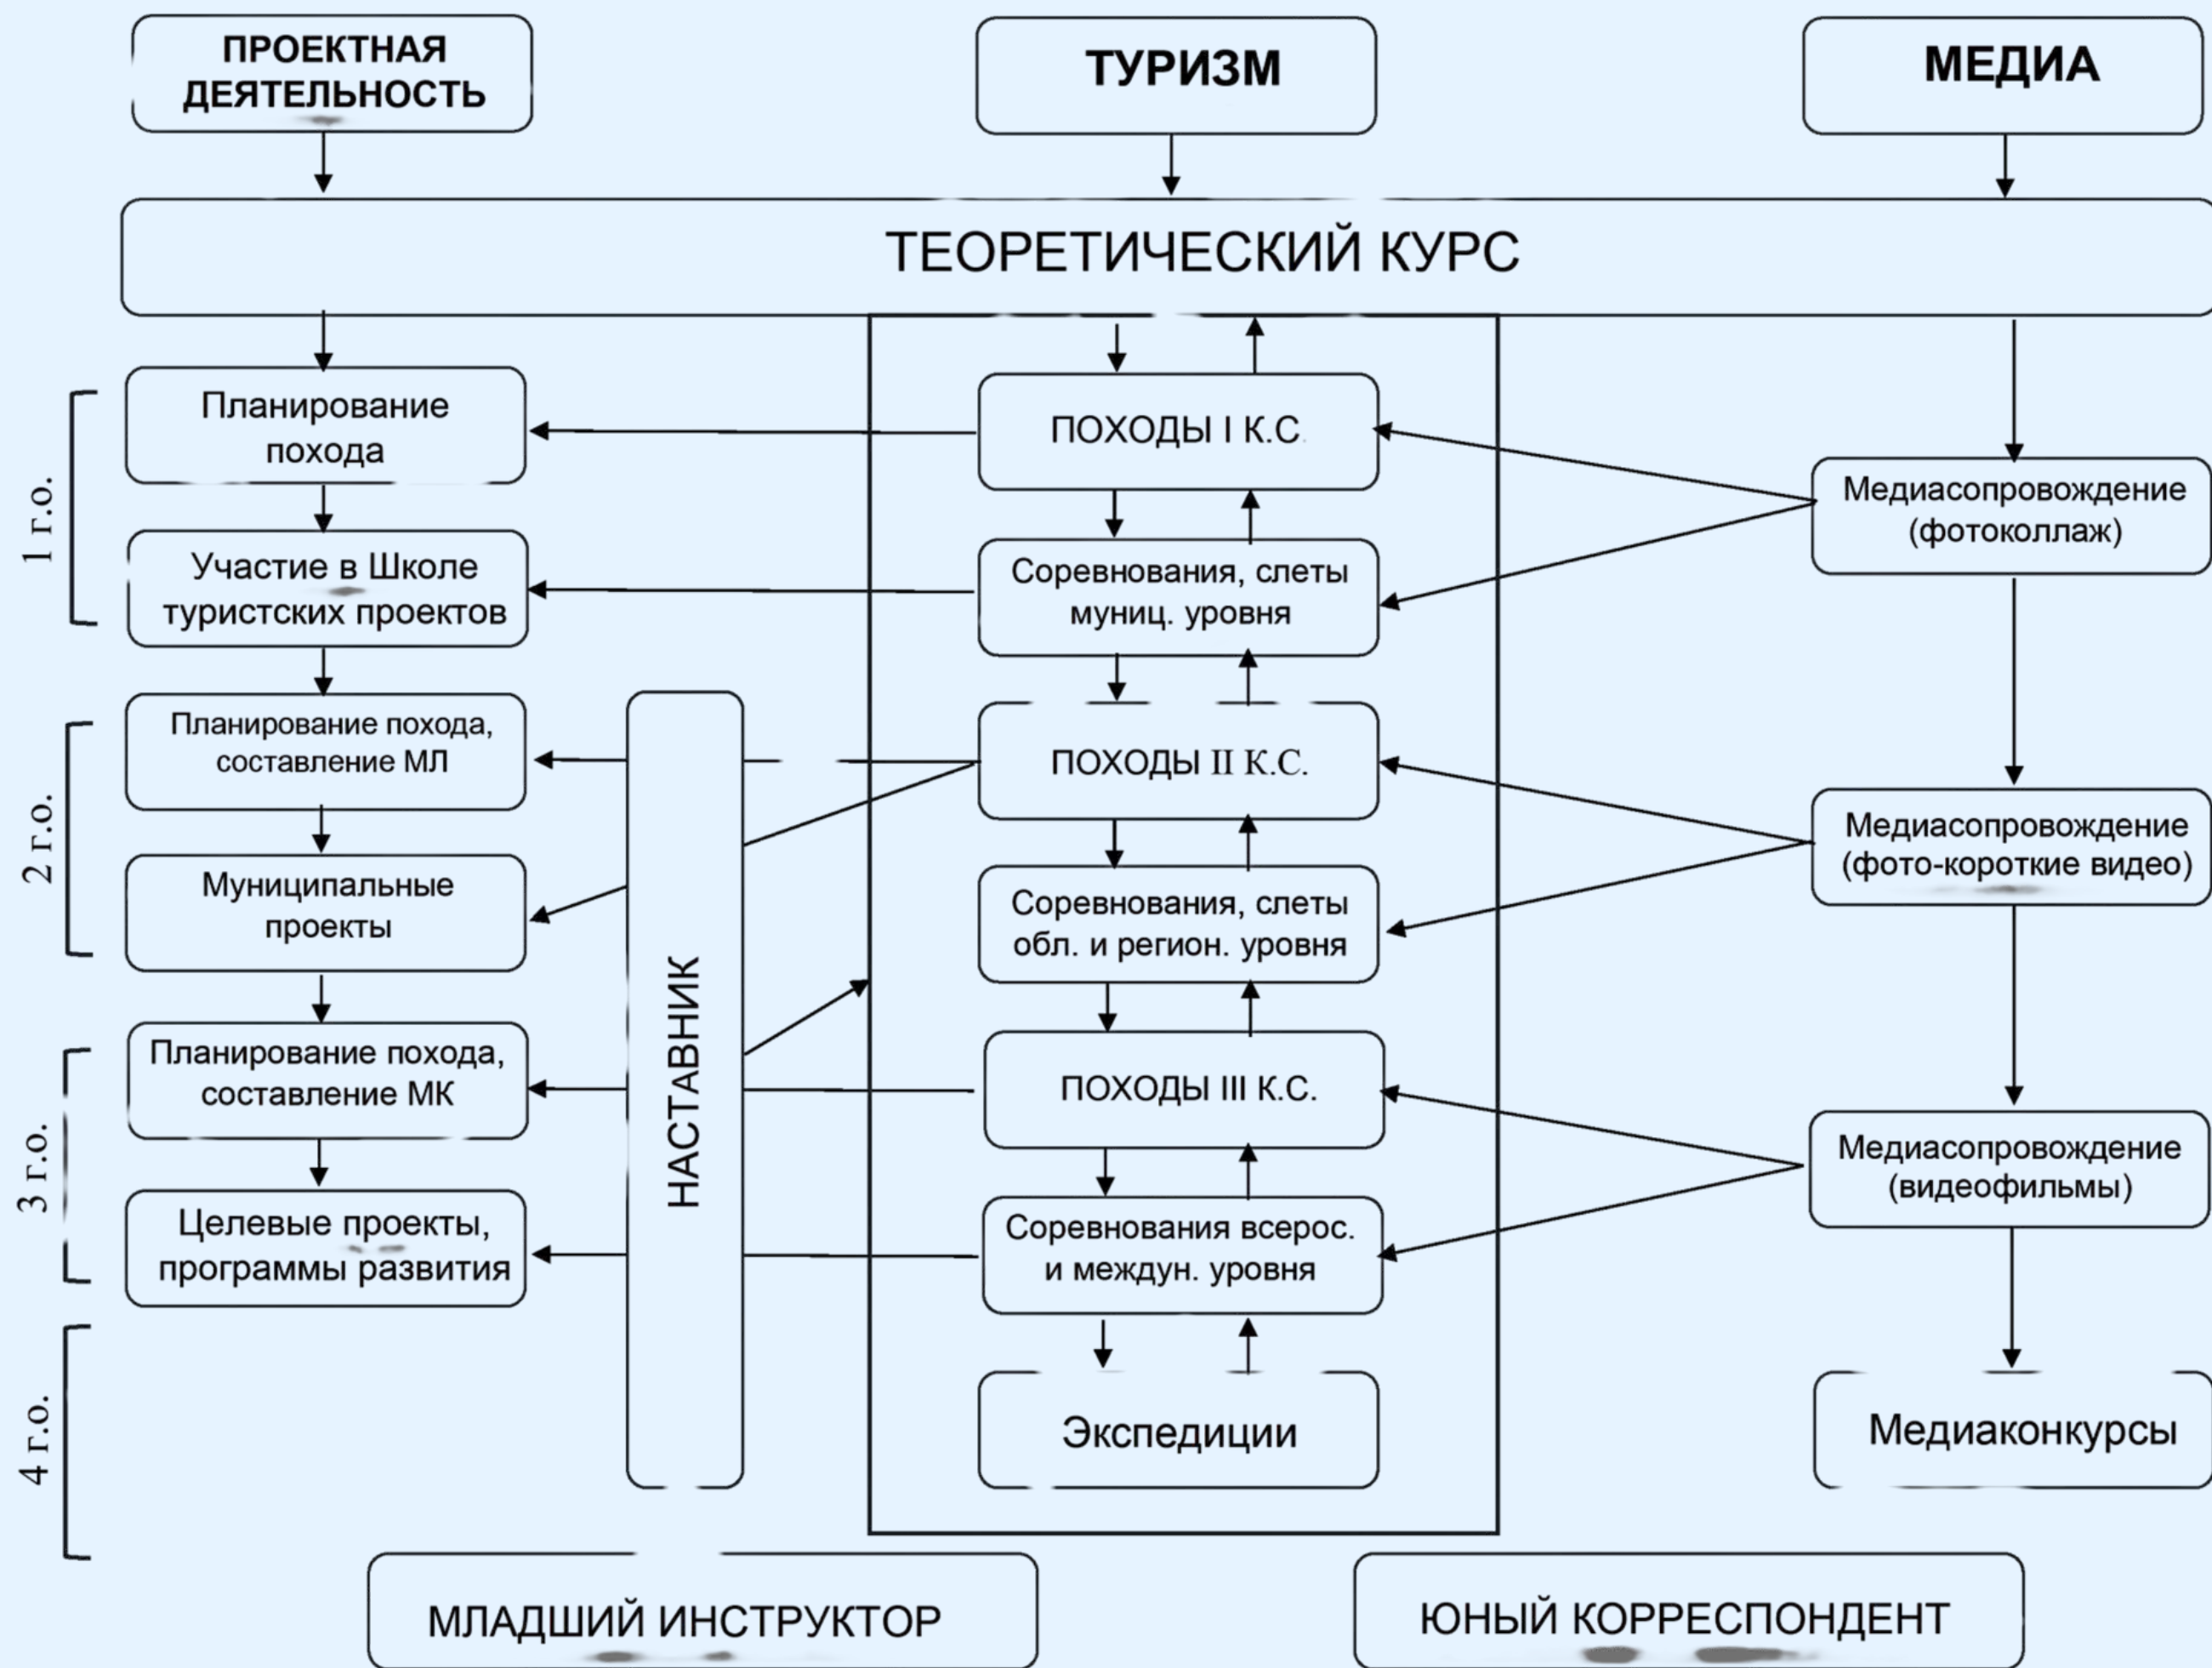 ПРОЕКТНАЯ
ДЕЯТЕЛЬНОСТЬ
ТУРИЗМ
МЕДИА
ТЕОРЕТИЧЕСКИЙ КУРС
1 г.о.
Планирование
похода
ПОХОДЫ I К.С.
Медиасопровождение
(фотоколлаж)
Участие в Школе
туристских проектов
Соревнования, слеты
муниц. уровня
2 г.о.
Планирование похода,
составление МЛ
ПОХОДЫ II К.С.
Медиасопровождение
(фото-короткие видео)
Муниципальные
проекты
Соревнования, слеты
обл. и регион. уровня
НАСТАВНИК
3 г.о.
Планирование похода,
составление МК
ПОХОДЫ III К.С.
Медиасопровождение
(видеофильмы)
Целевые проекты,
программы развития
Соревнования всерос.
и междун. уровня
4 г.о.
Экспедиции
Медиаконкурсы
МЛАДШИЙ ИНСТРУКТОР
ЮНЫЙ КОРРЕСПОНДЕНТ